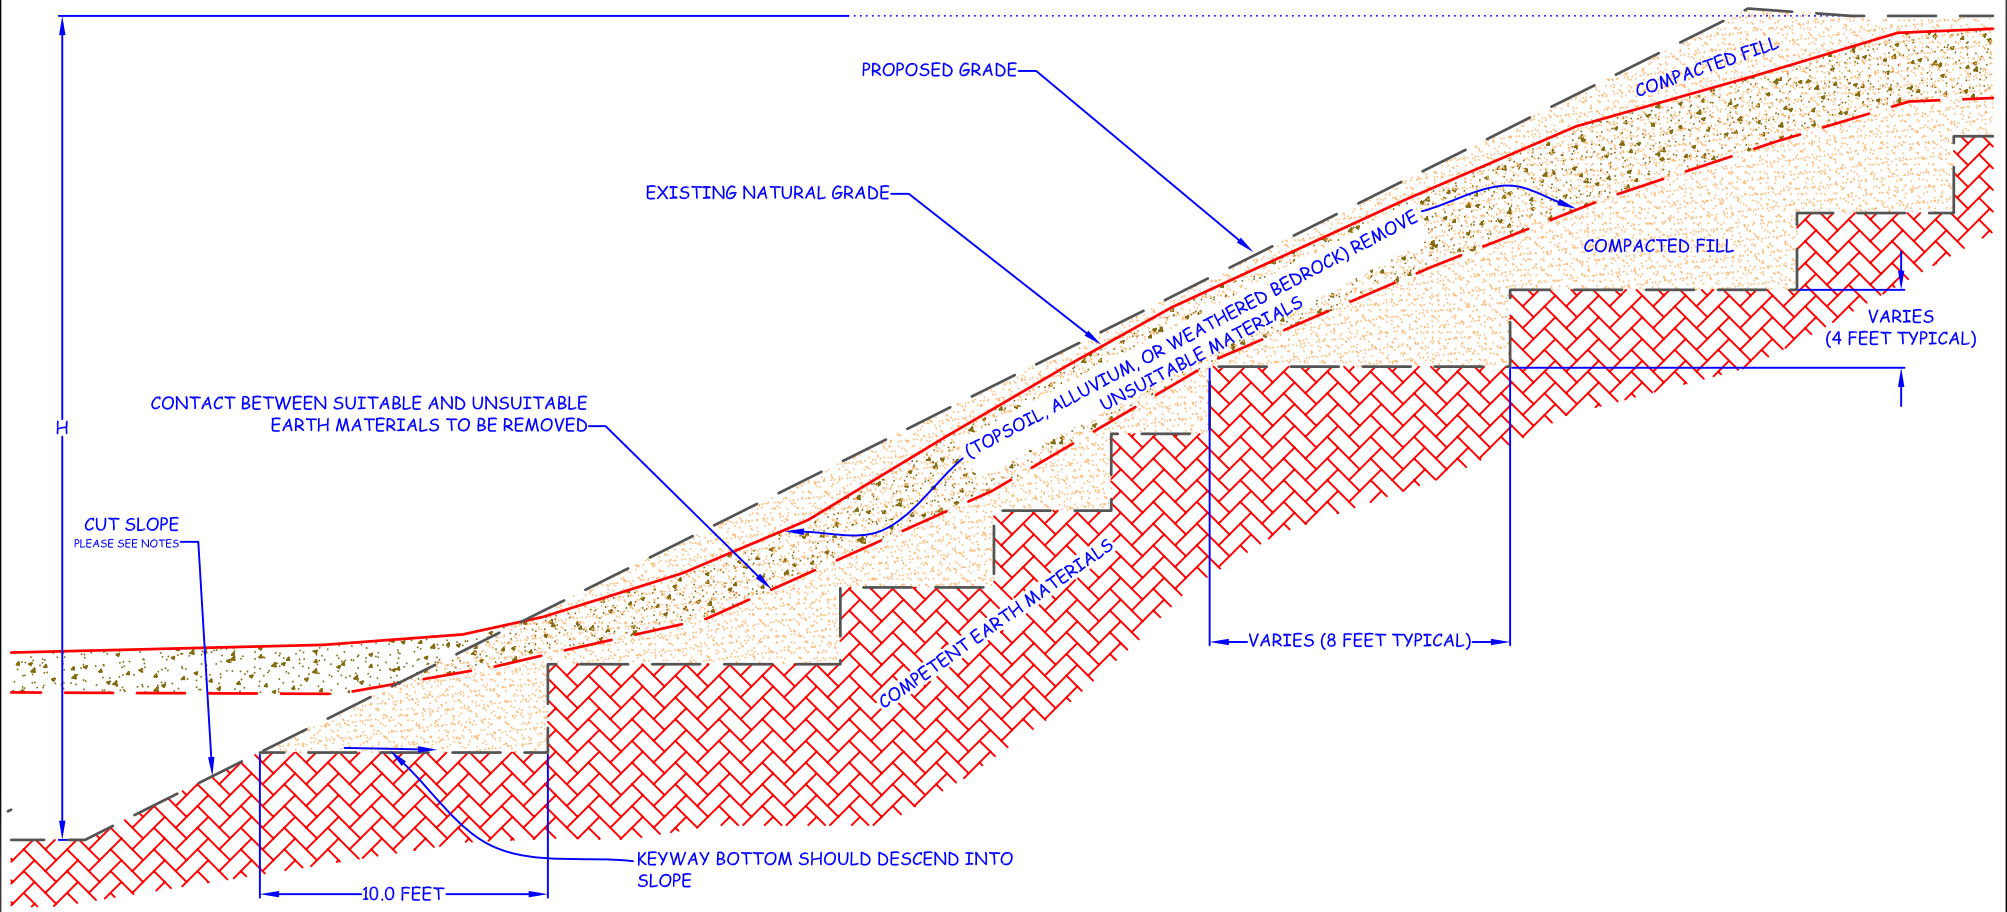 COMPACTED FILL
PROPOSED GRADE
EXISTING NATURAL GRADE
(TOPSOIL, ALLUVIUM, OR WEATHERED BEDROCK) REMOVE
UNSUITABLE MATERIALS
COMPACTED FILL
VARIES
(4 FEET TYPICAL)
CONTACT BETWEEN SUITABLE AND UNSUITABLE
EARTH MATERIALS TO BE REMOVED
H
CUT SLOPE
PLEASE SEE NOTES
COMPETENT EARTH MATERIALS
VARIES (8 FEET TYPICAL)
KEYWAY BOTTOM SHOULD DESCEND INTO
SLOPE
10.0 FEET